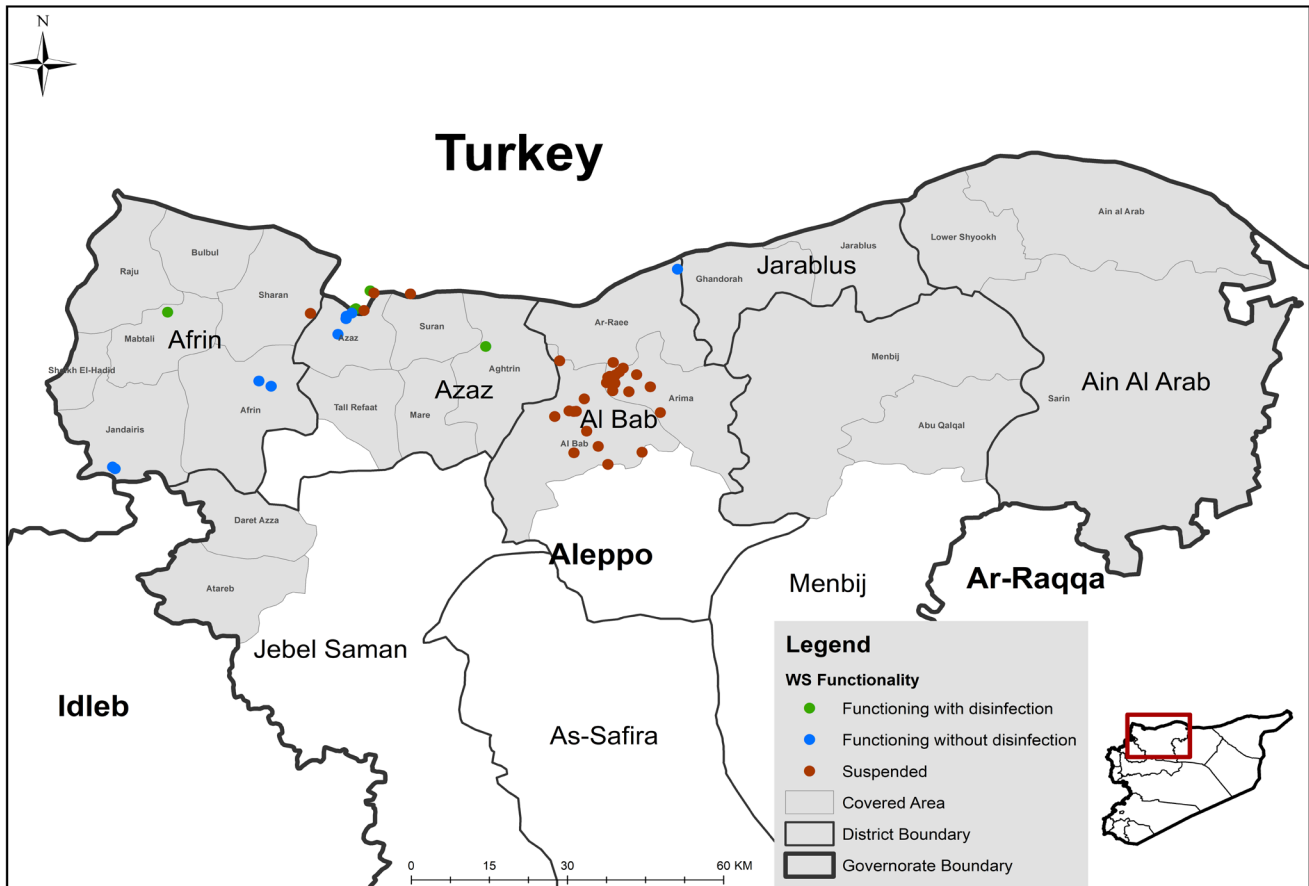 N
Turkey
Ain al Arab
Lower Shyookh
Jarablus
Bulbul
Raju
Ghandorah
Jarablus
Sharan
Ar-Raee
Suran
Azaz
Mabtali
Afrin
Menbij
Aghtrin
Sheikh El-Hadid
Azaz
Ain Al Arab
Arima
Sarin
Afrin
Tall Refaat
Mare
Al Bab
Abu Qalqal
Jandairis
Al Bab
Daret Azza
Aleppo
Menbij
Ar-Raqqa
Atareb
Jebel Saman
Idleb
As-Safira
Legend
WS Functionality
Functioning with disinfection
Functioning without disinfection
Suspended
Covered Area
District Boundary
Governorate Boundary
0 15 30 60 KM